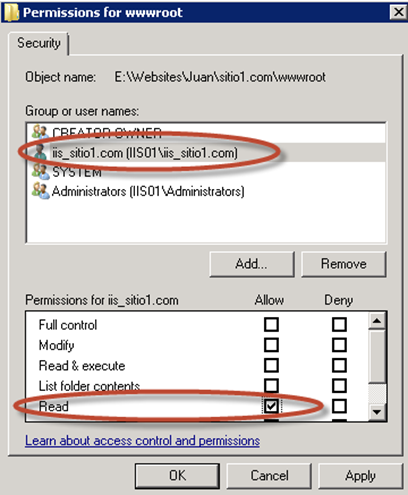 Permissions for wwwroot
Security
Object name: E:\Websites\Juan\sitio1.com\wwwroot
Group or user names:
CREATOR OWNER
iis_sitio1.com (IIS01\iis_sitio1.com)
SYSTEM
Administrators (IIS01\Administrators)
Add... Remove
Permissions for iis_sitio1.com Allow Deny
Full control
Modify
Read & execute
List folder contents
Read
Learn about access control and permissions
OK Cancel Apply